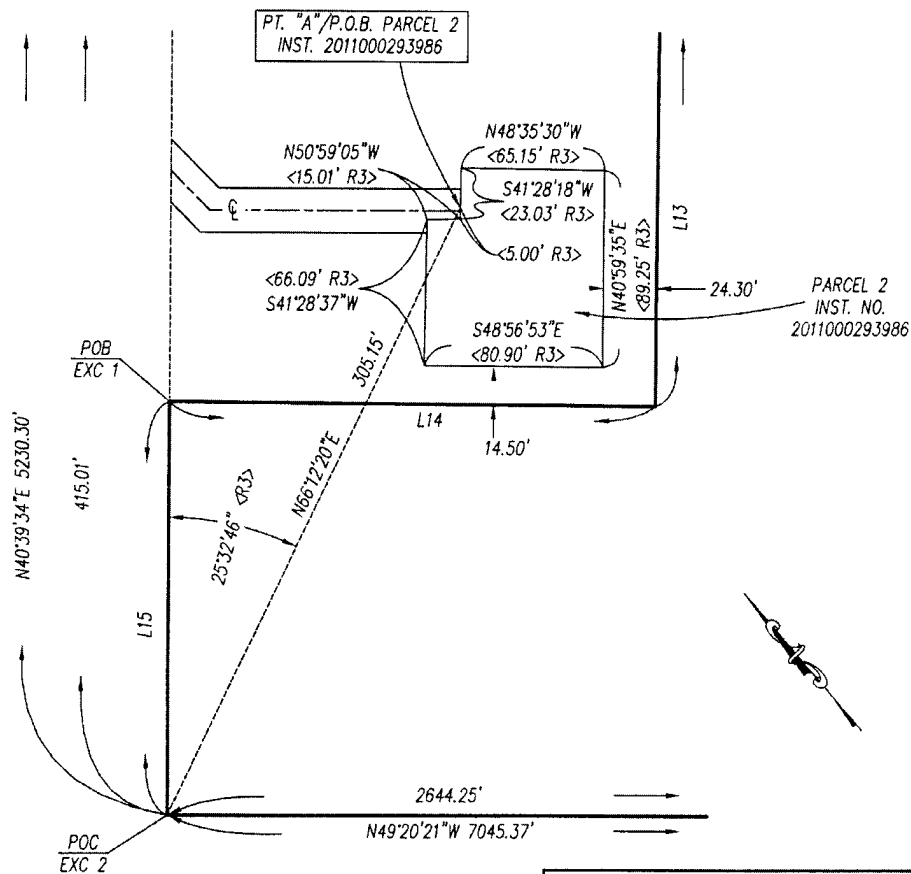 PT. "A"/P.O.B. PARCEL 2
INST. 2011000293986
N50°59'05"W
<15.01' R3>
N48°35'30"W
<65.15' R3>
S41°28'18"W
<23.03' R3>
<5.00' R3>
N40°59'35"E
<89.25' R3>
L13
24.30'
PARCEL 2
INST. NO.
2011000293986
<66.09' R3>
S41°28'37"W
S48°56'53"E
<80.90' R3>
POB
EXC 1
L14
14.50'
305.15'
N66°12'20"E
25°32'46" <R3>
N40°39'34"E 5230.30'
415.01'
L15
2644.25'
N49°20'21"W 7045.37'
POC
EXC 2